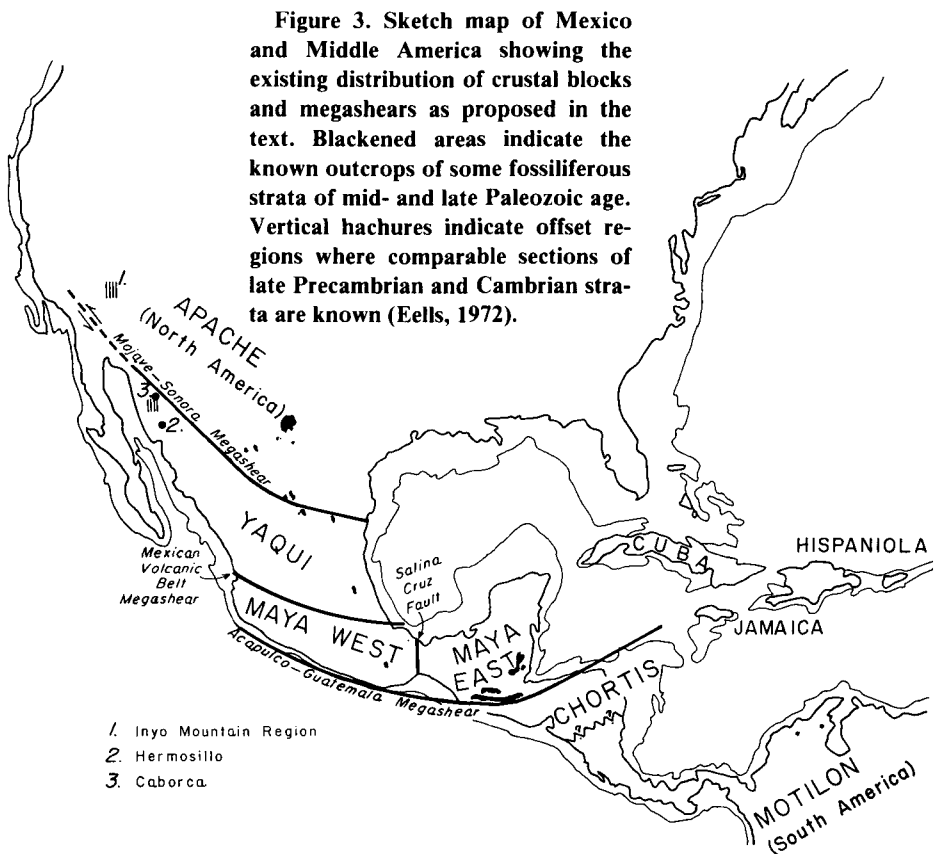 Figure 3. Sketch map of Mexico
and Middle America showing the
existing distribution of crustal blocks
and megashears as proposed in the
text. Blackened areas indicate the
known outcrops of some fossiliferous
strata of mid- and late Paleozoic age.
Vertical hachures indicate offset re-
gions where comparable sections of
late Precambrian and Cambrian stra-
ta are known (Eells, 1972).
1.
APACHE
(North America)
Mojave-Sonora Megashear
3.
2.
YAQUI
Mexican
Volcanic
Belt
Megashear
Salina
Cruz
Fault
MAYA WEST
MAYA
EAST
Acapulco-Guatemala Megashear
CHORTIS
CUBA
HISPANIOLA
JAMAICA
MOTILON
(South America)
1. Inyo Mountain Region
2. Hermosillo
3. Caborca